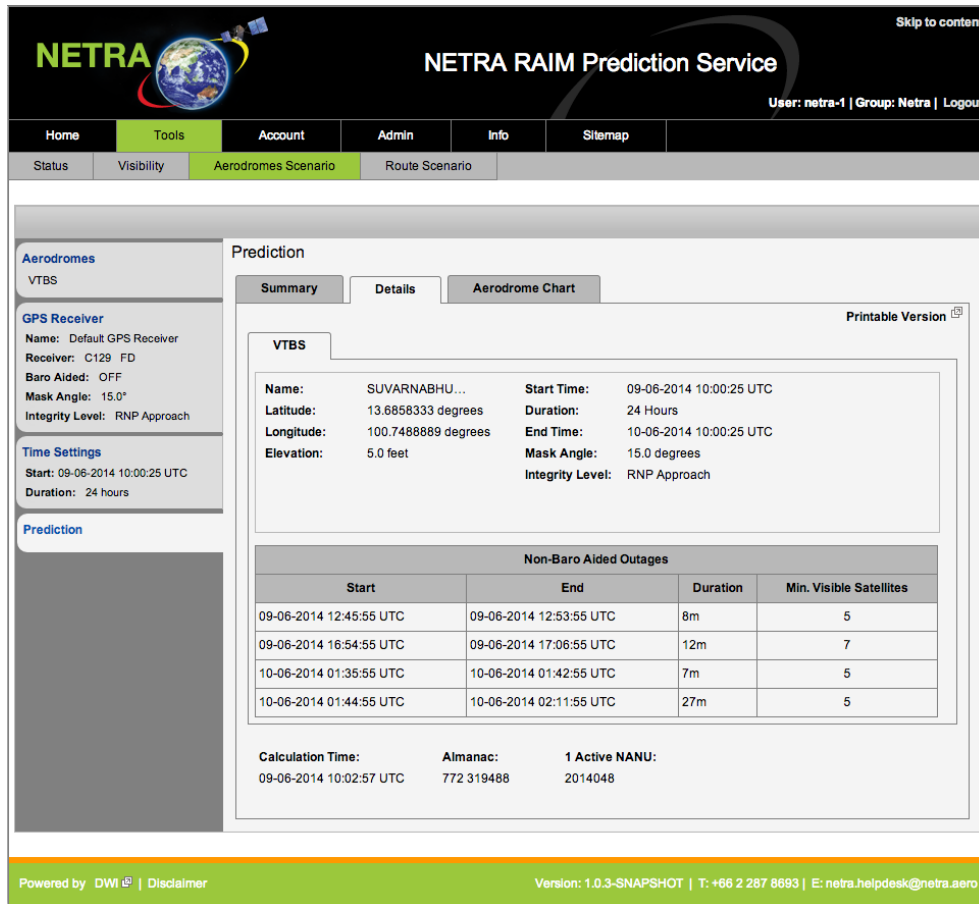 Skip to conten
NETRA
NETRA RAIM Prediction Service
User: netra-1 | Group: Netra | Logou
Home Tools Account Admin Info Sitemap
Status Visibility Aerodromes Scenario Route Scenario
Aerodromes
VTBS
GPS Receiver
Name: Default GPS Receiver
Receiver: C129 FD
Baro Aided: OFF
Mask Angle: 15.0°
Integrity Level: RNP Approach
Time Settings
Start: 09-06-2014 10:00:25 UTC
Duration: 24 hours
Prediction
Prediction
Summary Details Aerodrome Chart
Printable Version
VTBS
Name: SUVARNABHU... Start Time: 09-06-2014 10:00:25 UTC
Latitude: 13.6858333 degrees Duration: 24 Hours
Longitude: 100.7488889 degrees End Time: 10-06-2014 10:00:25 UTC
Elevation: 5.0 feet Mask Angle: 15.0 degrees
Integrity Level: RNP Approach
Non-Baro Aided Outages
Start End Duration Min. Visible Satellites
09-06-2014 12:45:55 UTC 09-06-2014 12:53:55 UTC 8m 5
09-06-2014 16:54:55 UTC 09-06-2014 17:06:55 UTC 12m 7
10-06-2014 01:35:55 UTC 10-06-2014 01:42:55 UTC 7m 5
10-06-2014 01:44:55 UTC 10-06-2014 02:11:55 UTC 27m 5
Calculation Time: Almanac: 1 Active NANU:
09-06-2014 10:02:57 UTC 772 319488 2014048
Powered by DWI | Disclaimer Version: 1.0.3-SNAPSHOT | T: +66 2 287 8693 | E: netra.helpdesk@netra.aero